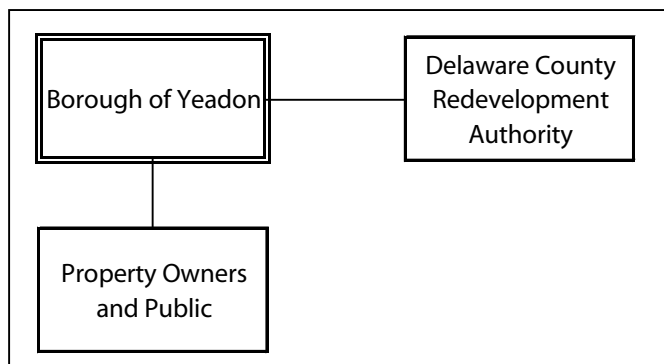 Borough of Yeadon
Delaware County
Redevelopment
Authority
Property Owners
and Public